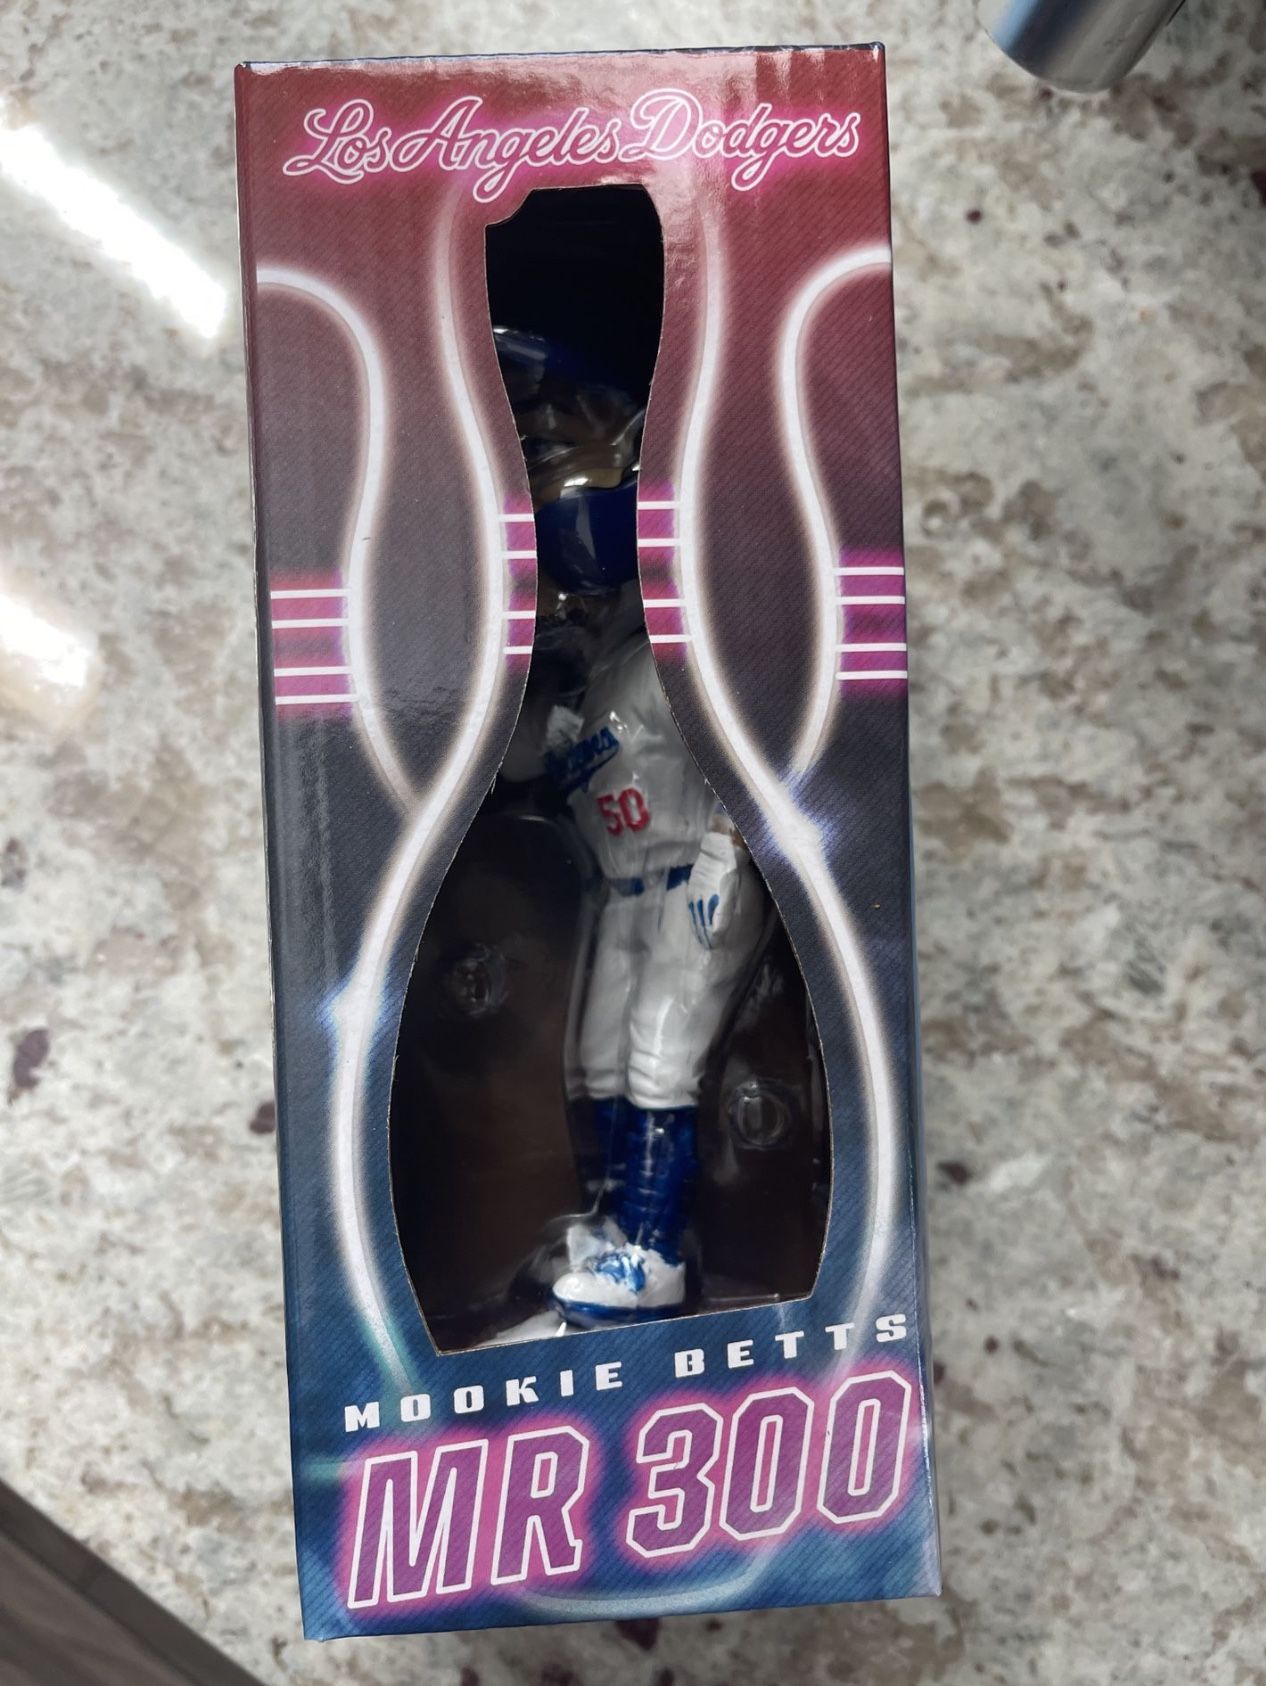 Los Angeles Dodgers
50
MOOKIE BETTS
MR 300